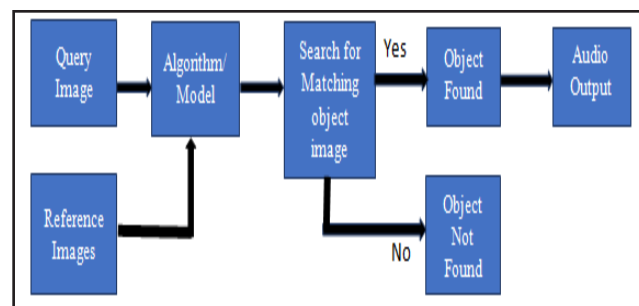 Query
Image
Algorithm/
Model
Search for
Matching
object
image
Yes
Object
Found
Audio
Output
Reference
Images
No
Object
Not
Found